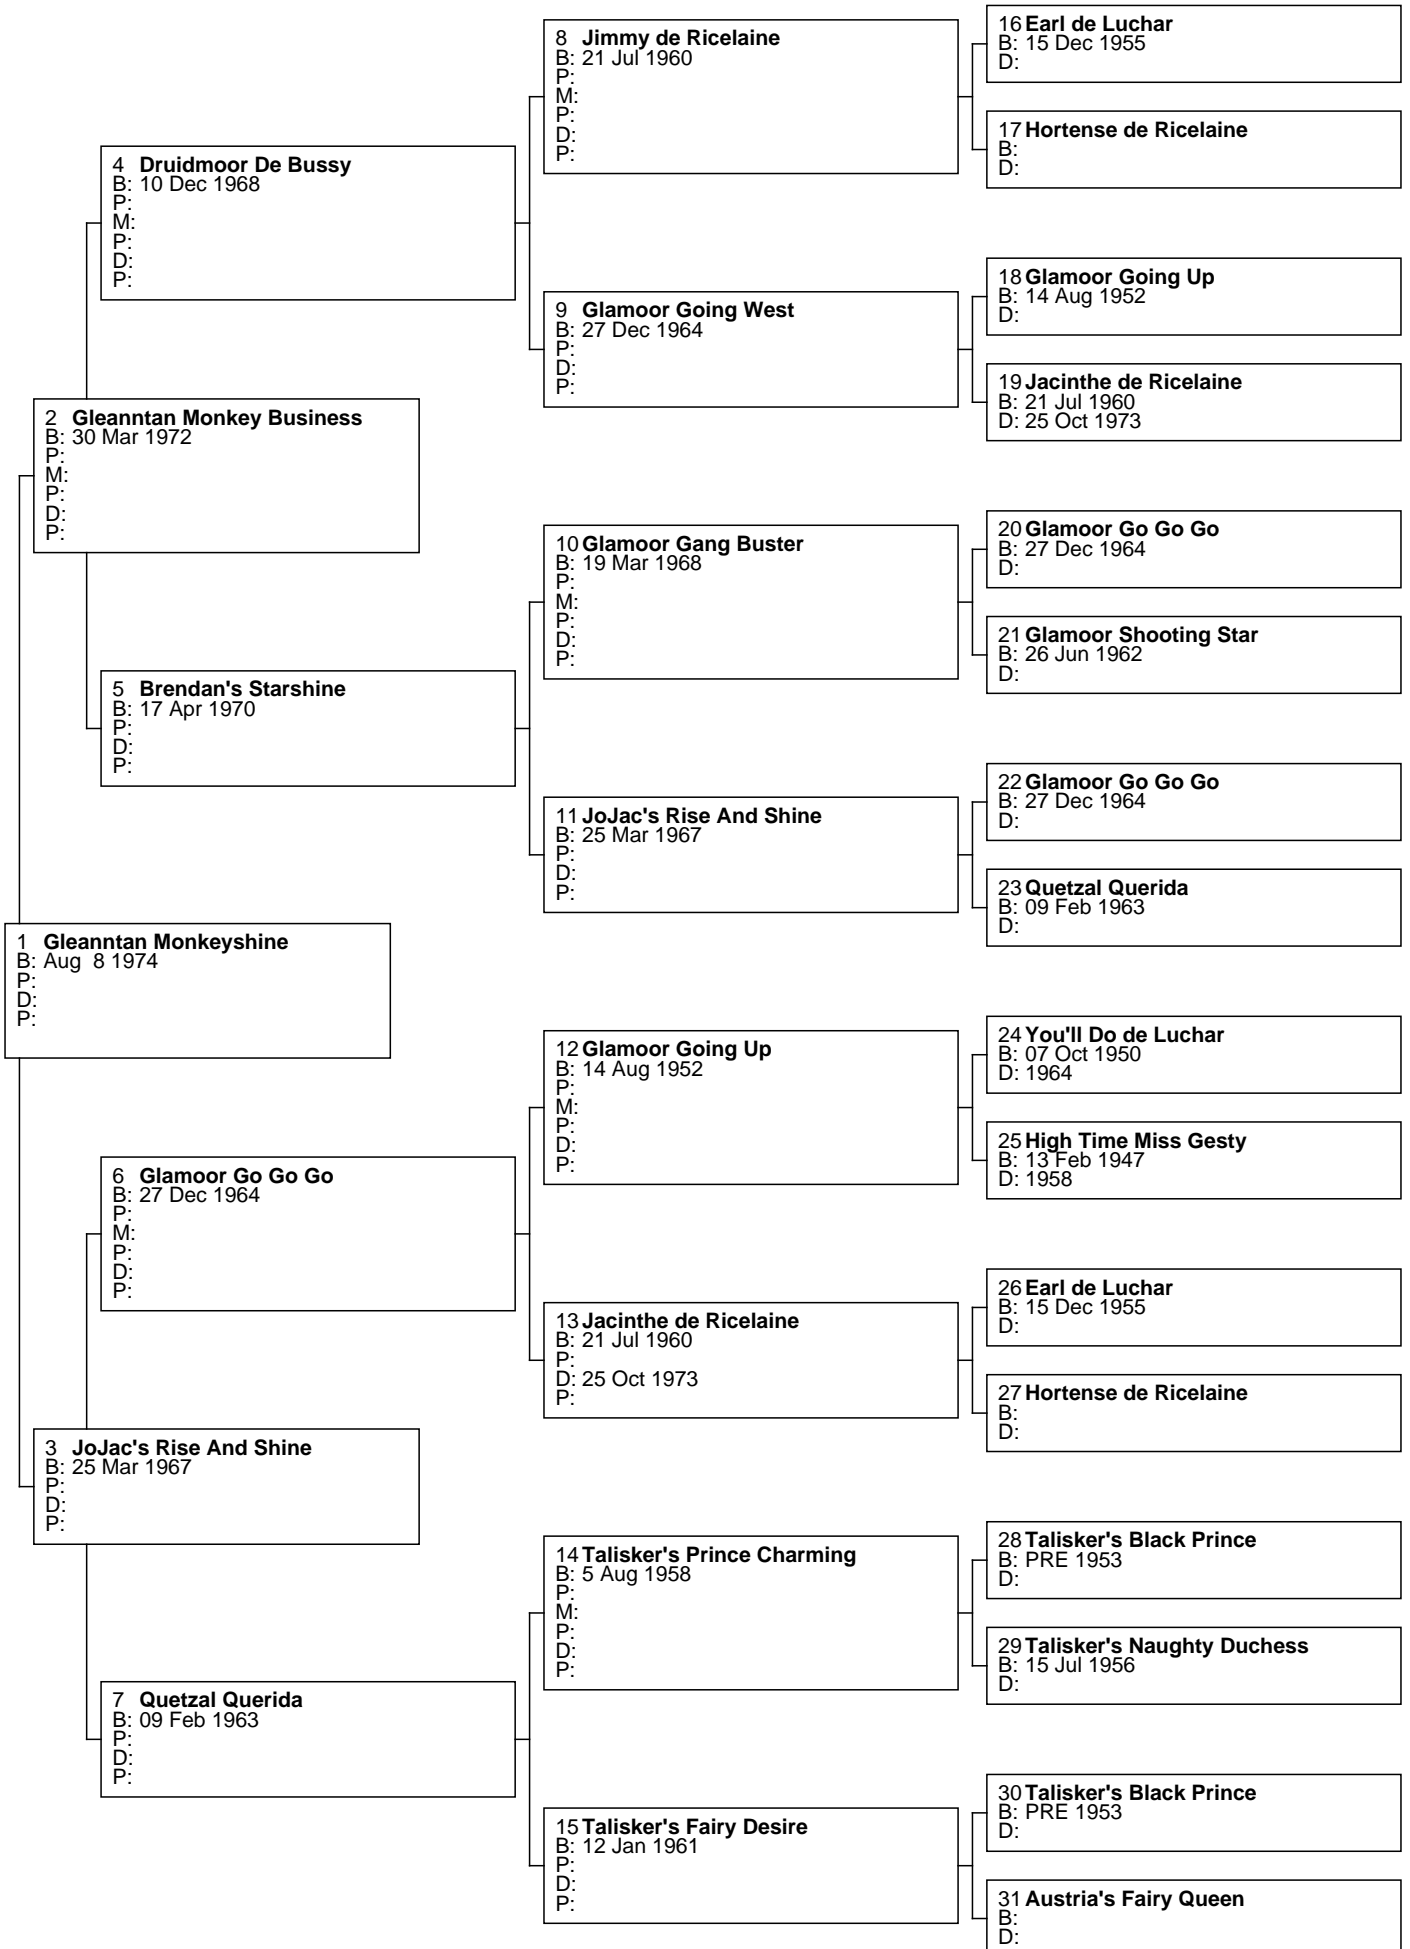 16 Earl de Luchar
B: 15 Dec 1955
D:
8 Jimmy de Ricelaine
B: 21 Jul 1960
P:
M:
P:
D:
P:
17 Hortense de Ricelaine
B:
D:
4 Druidmoor De Bussy
B: 10 Dec 1968
P:
M:
P:
D:
P:
18 Glamoor Going Up
B: 14 Aug 1952
D:
9 Glamoor Going West
B: 27 Dec 1964
P:
D:
P:
19 Jacinthe de Ricelaine
B: 21 Jul 1960
D: 25 Oct 1973
2 Gleanntan Monkey Business
B: 30 Mar 1972
P:
M:
P:
D:
P:
20 Glamoor Go Go Go
B: 27 Dec 1964
D:
10 Glamoor Gang Buster
B: 19 Mar 1968
P:
M:
P:
D:
P:
21 Glamoor Shooting Star
B: 26 Jun 1962
D:
5 Brendan's Starshine
B: 17 Apr 1970
P:
D:
P:
22 Glamoor Go Go Go
B: 27 Dec 1964
D:
11 JoJac's Rise And Shine
B: 25 Mar 1967
P:
D:
P:
23 Quetzal Querida
B: 09 Feb 1963
D:
1 Gleanntan Monkeyshine
B: Aug 8 1974
P:
D:
P:
24 You'll Do de Luchar
B: 07 Oct 1950
D: 1964
12 Glamoor Going Up
B: 14 Aug 1952
P:
M:
P:
D:
P:
25 High Time Miss Gesty
B: 13 Feb 1947
D: 1958
6 Glamoor Go Go Go
B: 27 Dec 1964
P:
M:
P:
D:
P:
26 Earl de Luchar
B: 15 Dec 1955
D:
13 Jacinthe de Ricelaine
B: 21 Jul 1960
P:
D: 25 Oct 1973
P:
27 Hortense de Ricelaine
B:
D:
3 JoJac's Rise And Shine
B: 25 Mar 1967
P:
D:
P:
28 Talisker's Black Prince
B: PRE 1953
D:
14 Talisker's Prince Charming
B: 5 Aug 1958
P:
M:
P:
D:
P:
29 Talisker's Naughty Duchess
B: 15 Jul 1956
D:
7 Quetzal Querida
B: 09 Feb 1963
P:
D:
P:
30 Talisker's Black Prince
B: PRE 1953
D:
15 Talisker's Fairy Desire
B: 12 Jan 1961
P:
D:
P:
31 Austria's Fairy Queen
B:
D: